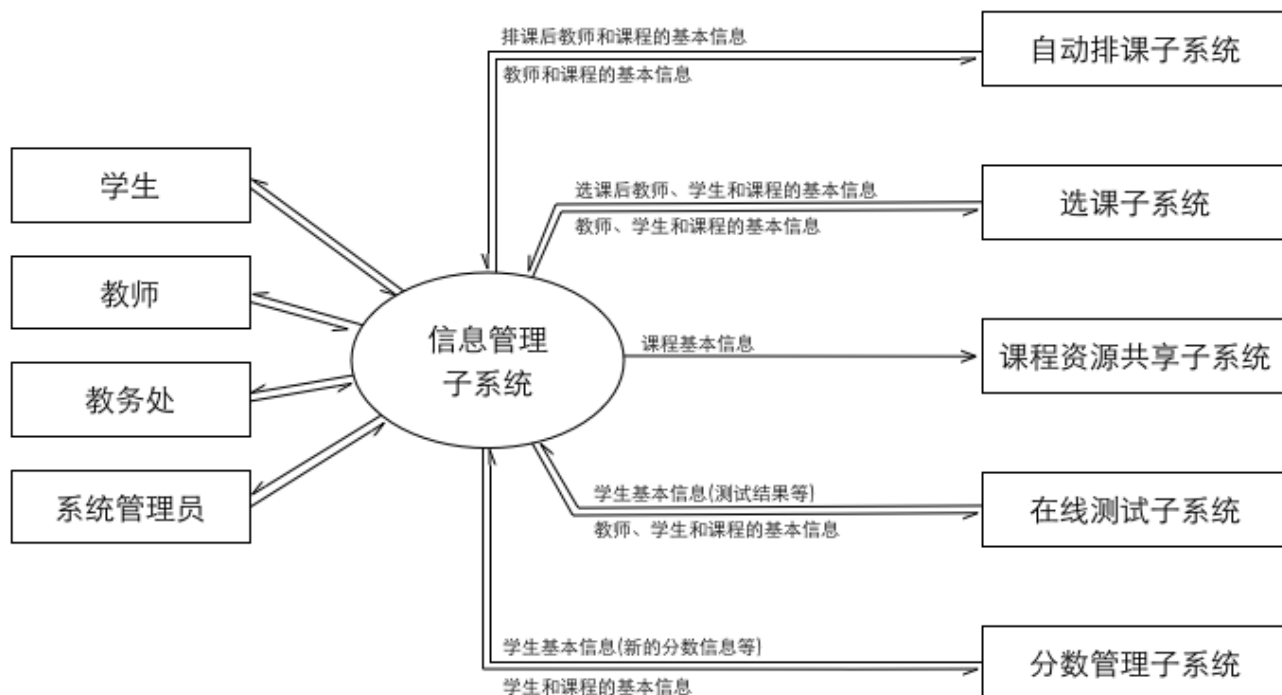 排课后教师和课程的基本信息
教师和课程的基本信息
自动排课子系统
学生
选课后教师、学生和课程的基本信息
教师、学生和课程的基本信息
选课子系统
教师
信息管理
子系统
课程基本信息
课程资源共享子系统
教务处
系统管理员
学生基本信息(测试结果等)
教师、学生和课程的基本信息
在线测试子系统
学生基本信息(新的分数信息等)
学生和课程的基本信息
分数管理子系统